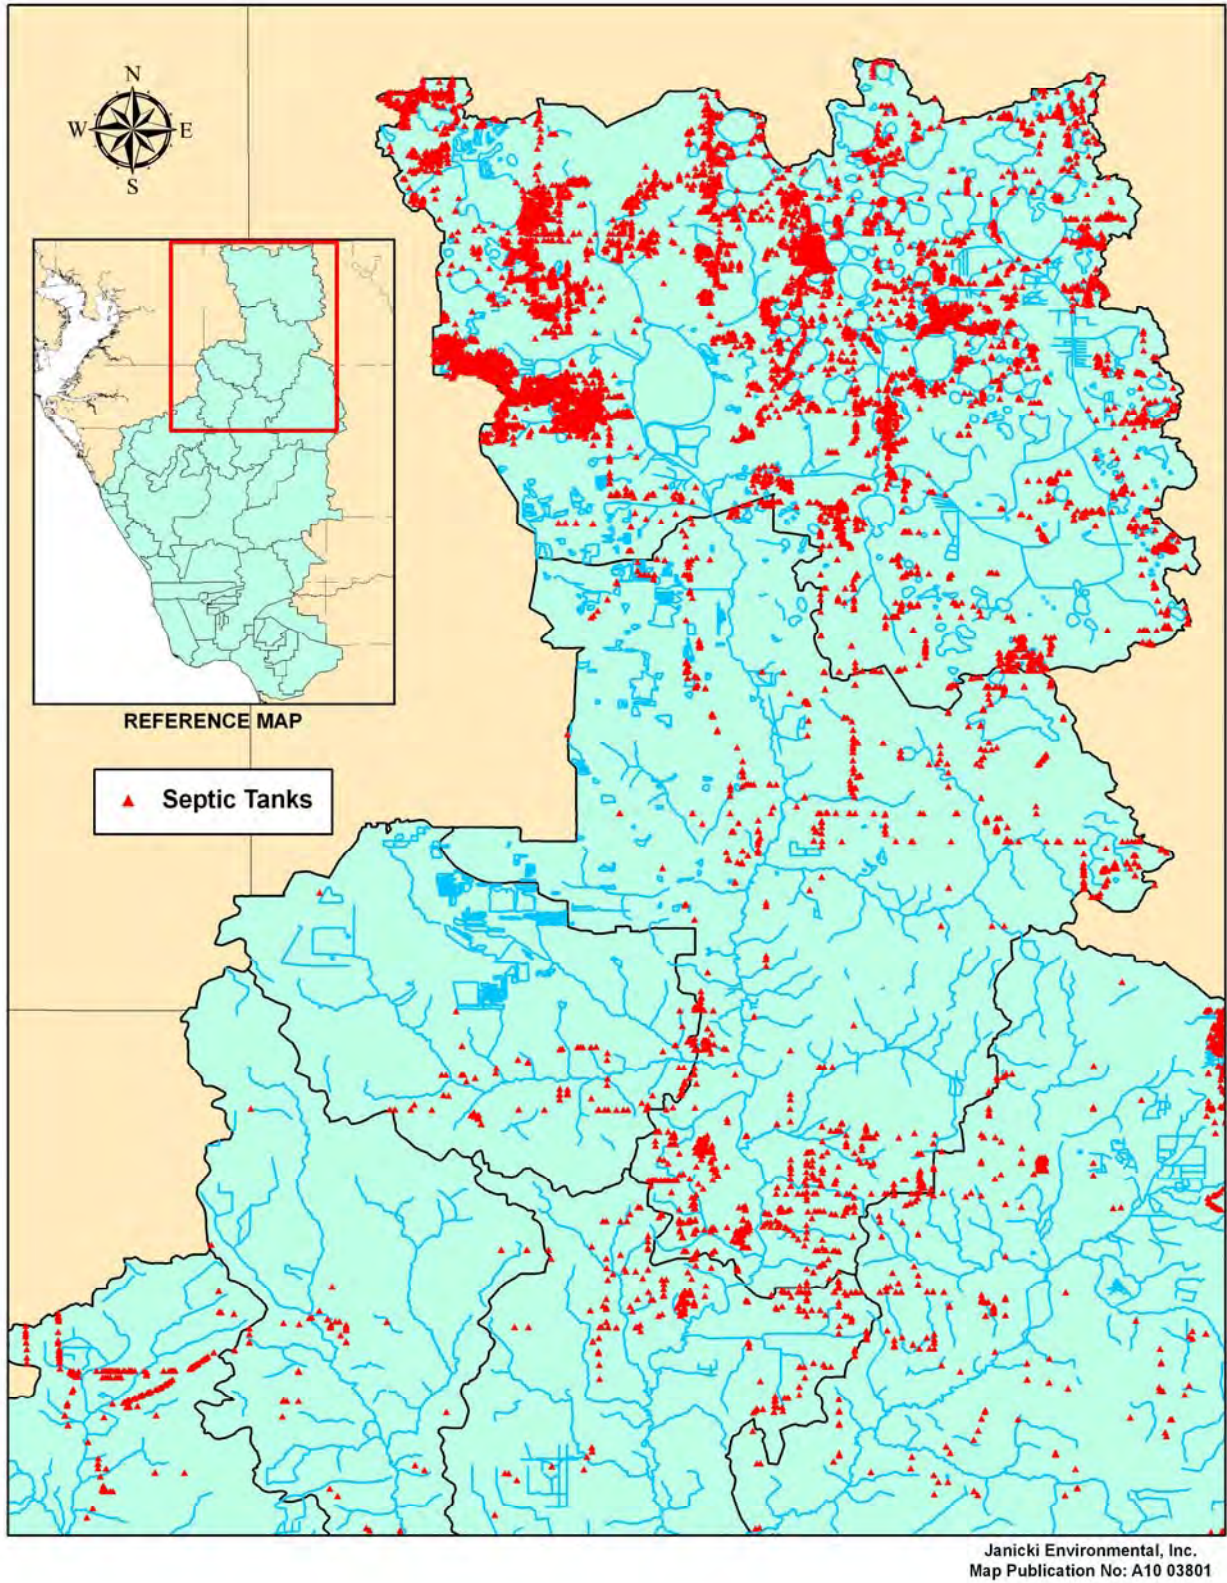 N
W E
S
REFERENCE MAP
Septic Tanks
Janicki Environmental, Inc.
Map Publication No: A10 03801